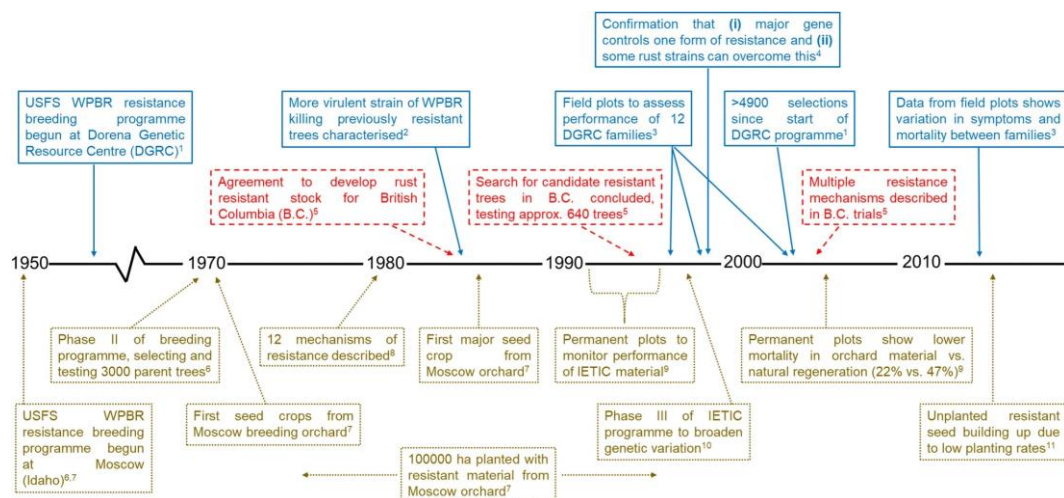 Confirmation that (i) major gene
controls one form of resistance and (ii)
some rust strains can overcome this⁴
USFS WPBR resistance
breeding programme
begun at Dorena Genetic
Resource Centre (DGRC)¹
More virulent strain of WPBR
killing previously resistant
trees characterised²
Field plots to assess
performance of 12
DGRC families³
>4900 selections
since start of
DGRC programme¹
Data from field plots shows
variation in symptoms and
mortality between families³
Agreement to develop rust
resistant stock for British
Columbia (B.C.)⁵
Search for candidate resistant
trees in B.C. concluded,
testing approx. 640 trees⁵
Multiple resistance
mechanisms described
in B.C. trials⁵
1950 1970 1980 1990 2000 2010
Phase II of breeding
programme, selecting and
testing 3000 parent trees⁶
12 mechanisms of
resistance described⁸
First major seed
crop from
Moscow orchard⁷
Permanent plots to
monitor performance
of IETIC material⁹
Permanent plots show lower
mortality in orchard material vs.
natural regeneration (22% vs. 47%)⁹
USFS WPBR
resistance breeding
programme begun
at Moscow
(Idaho)⁶,⁷
First seed crops from
Moscow breeding orchard⁷
100000 ha planted with
resistant material from
Moscow orchard⁷
Phase III of IETIC
programme to broaden
genetic variation¹⁰
Unplanted resistant
seed building up due
to low planting rates¹¹